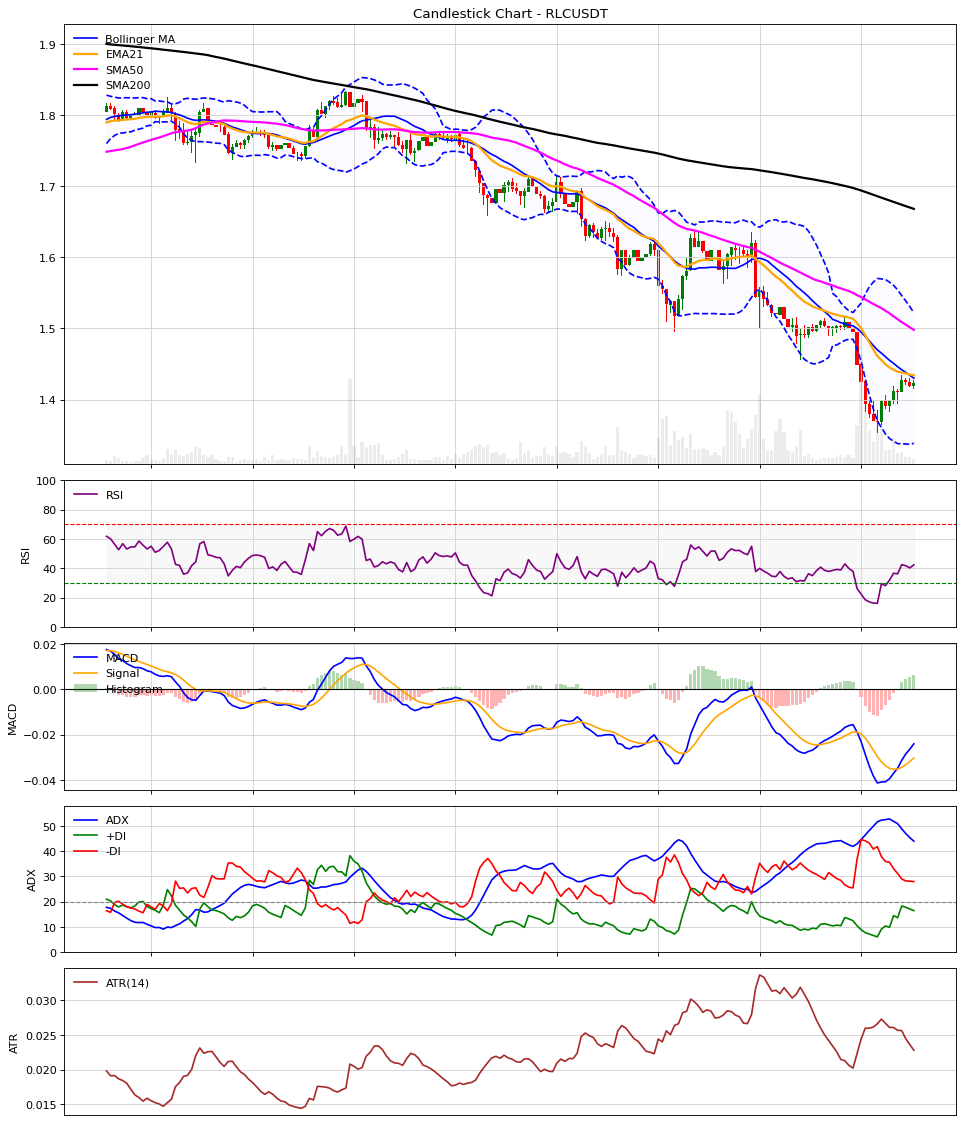 Candlestick Chart - RLCUSDT
Bollinger MA
EMA21
SMA50
SMA200
1.9
1.8
1.7
1.6
1.5
1.4
RSI
RSI
100
80
60
40
20
0
MACD
Signal
Histogram
MACD
0.02
0.00
−0.02
−0.04
ADX
+DI
-DI
ADX
50
40
30
20
10
0
ATR(14)
ATR
0.030
0.025
0.020
0.015